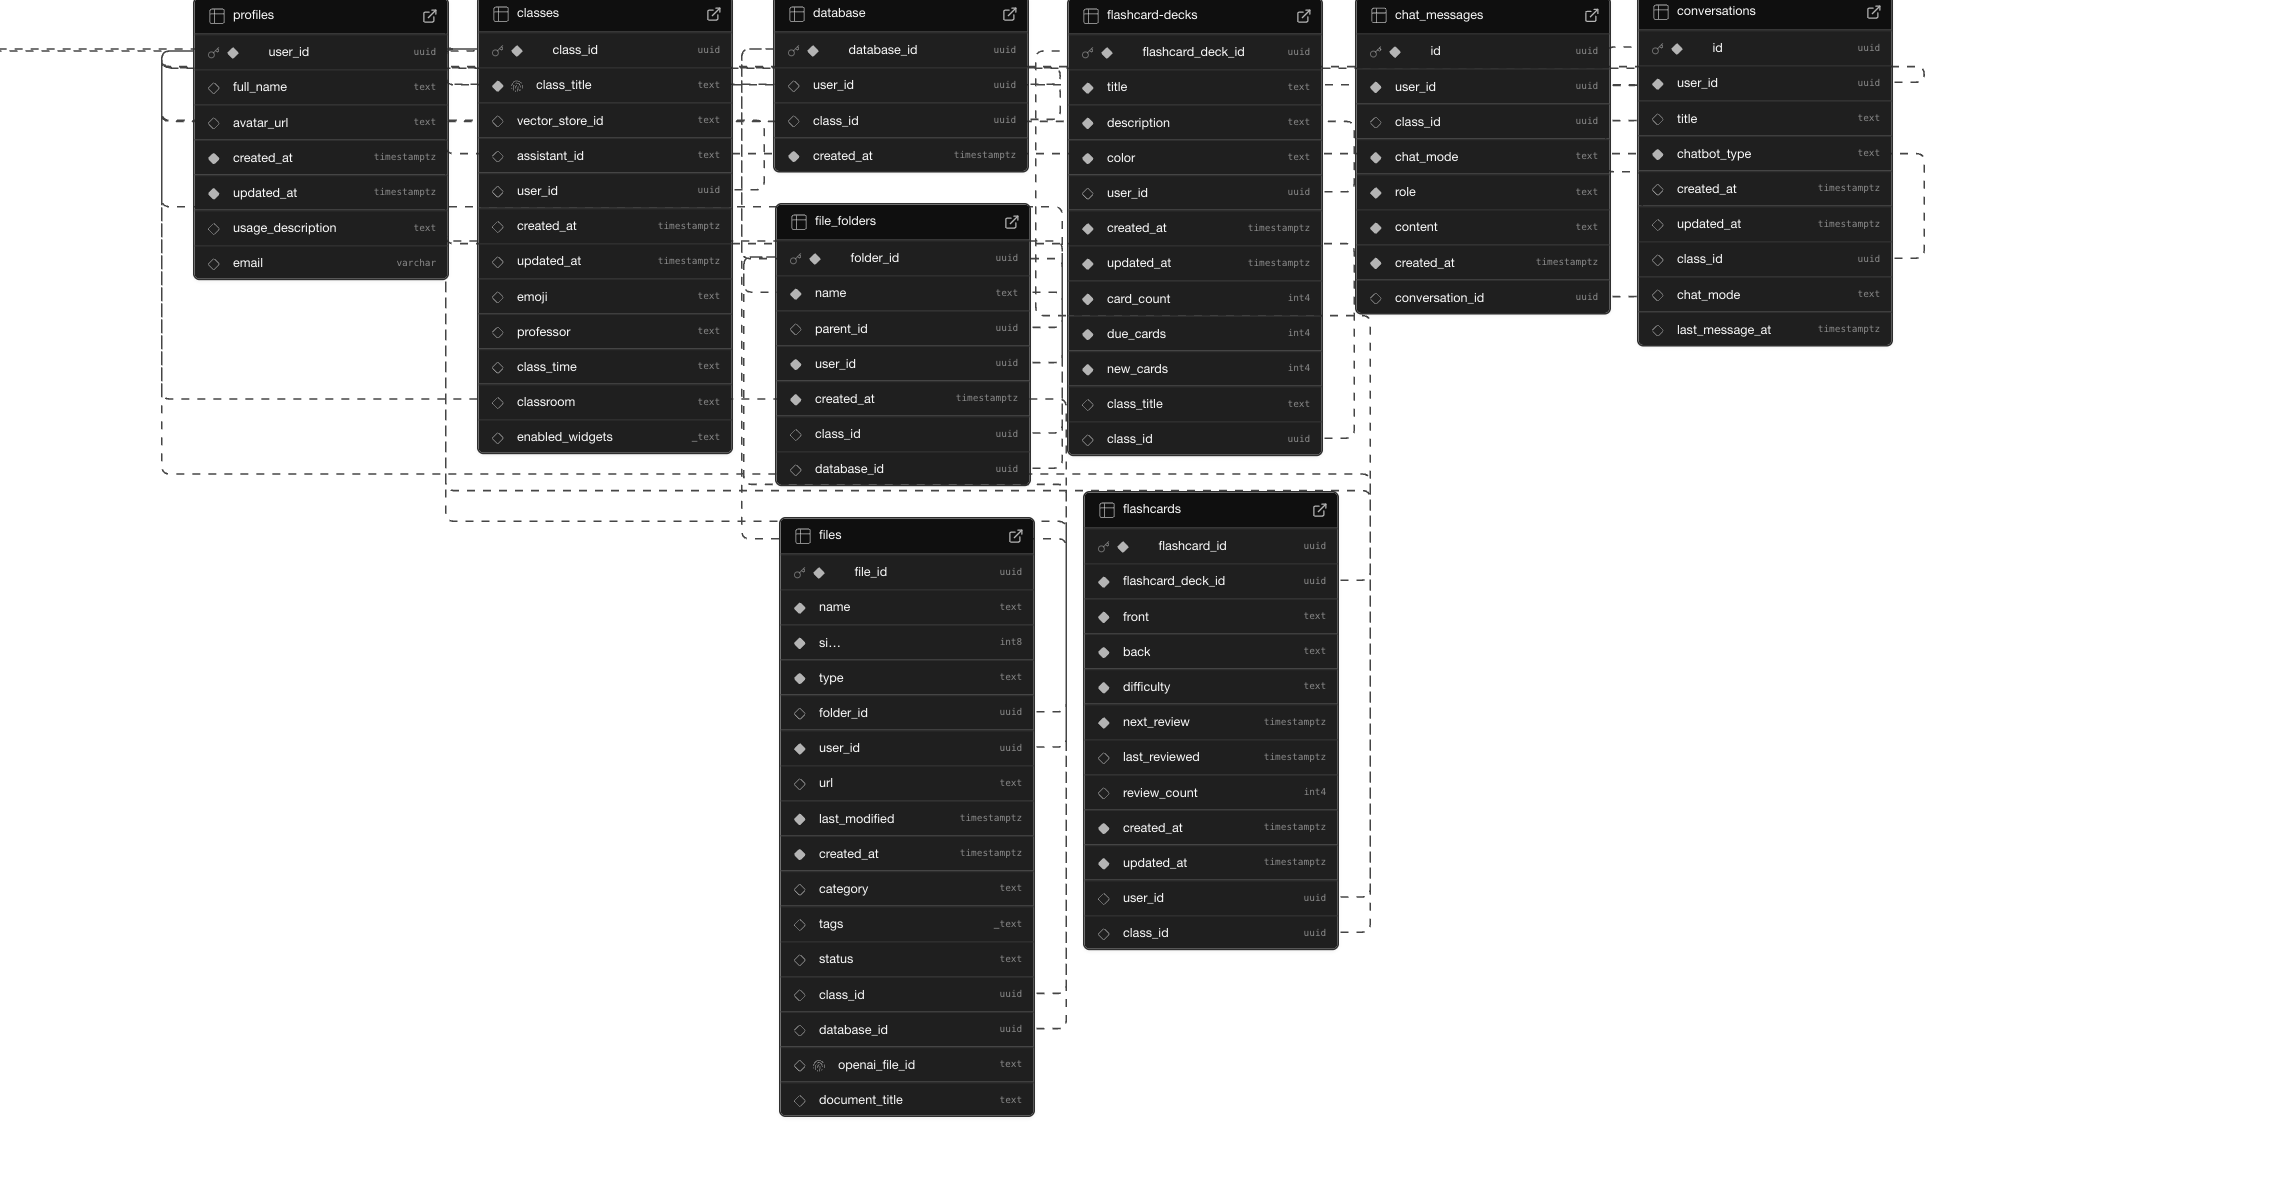 profiles
user_id uuid
full_name text
avatar_url text
created_at timestamptz
updated_at timestamptz
usage_description text
email varchar
classes
class_id uuid
class_title text
vector_store_id text
assistant_id text
user_id uuid
created_at timestamptz
updated_at timestamptz
emoji text
professor text
class_time text
classroom text
enabled_widgets _text
database
database_id uuid
user_id uuid
class_id uuid
created_at timestamptz
file_folders
folder_id uuid
name text
parent_id uuid
user_id uuid
created_at timestamptz
class_id uuid
database_id uuid
files
file_id uuid
name text
si... int8
type text
folder_id uuid
user_id uuid
url text
last_modified timestamptz
created_at timestamptz
category text
tags _text
status text
class_id uuid
database_id uuid
openai_file_id text
document_title text
flashcard-decks
flashcard_deck_id uuid
title text
description text
color text
user_id uuid
created_at timestamptz
updated_at timestamptz
card_count int4
due_cards int4
new_cards int4
class_title text
class_id uuid
flashcards
flashcard_id uuid
flashcard_deck_id uuid
front text
back text
difficulty text
next_review timestamptz
last_reviewed timestamptz
review_count int4
created_at timestamptz
updated_at timestamptz
user_id uuid
class_id uuid
chat_messages
id uuid
user_id uuid
class_id uuid
chat_mode text
role text
content text
created_at timestamptz
conversation_id uuid
conversations
id uuid
user_id uuid
title text
chatbot_type text
created_at timestamptz
updated_at timestamptz
class_id uuid
chat_mode text
last_message_at timestamptz